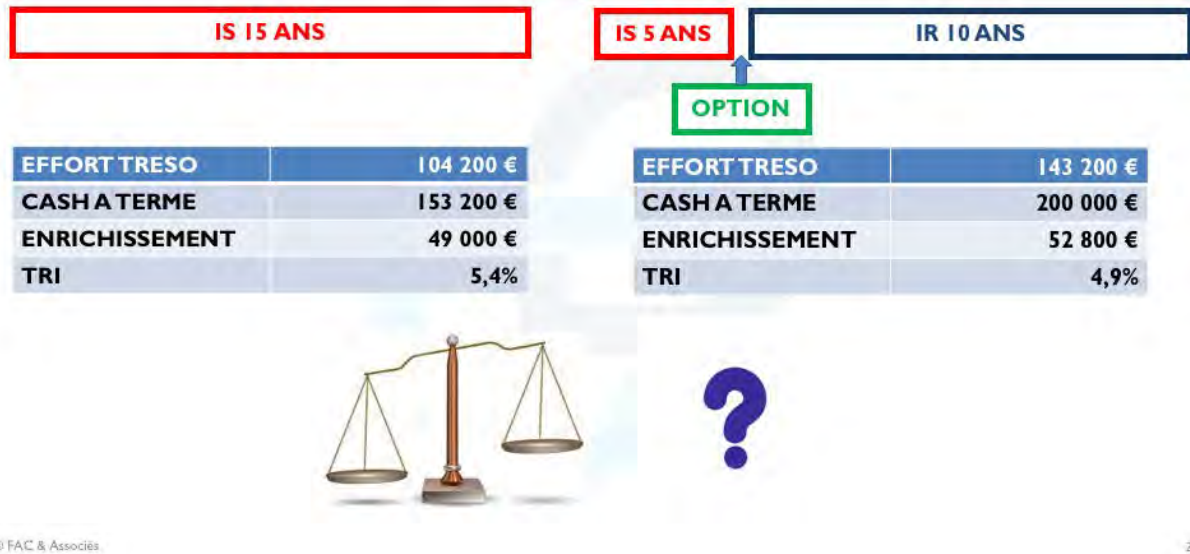 IS 15 ANS
IS 5 ANS
IR 10 ANS
OPTION
EFFORT TRESO 104 200 €
CASH A TERME 153 200 €
ENRICHISSEMENT 49 000 €
TRI 5,4%
EFFORT TRESO 143 200 €
CASH A TERME 200 000 €
ENRICHISSEMENT 52 800 €
TRI 4,9%
?
FAC & Associés